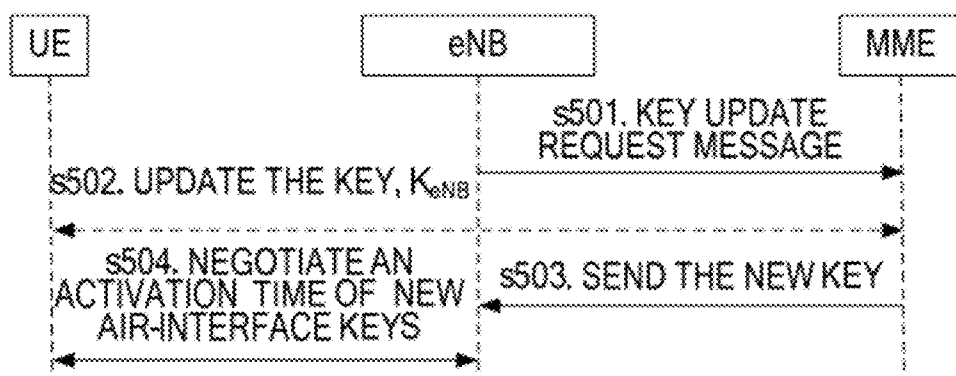 UE
eNB
MME
s501. KEY UPDATE
REQUEST MESSAGE
s502. UPDATE THE KEY, KeNB
s504. NEGOTIATE AN
ACTIVATION TIME OF NEW
AIR-INTERFACE KEYS
s503. SEND THE NEW KEY